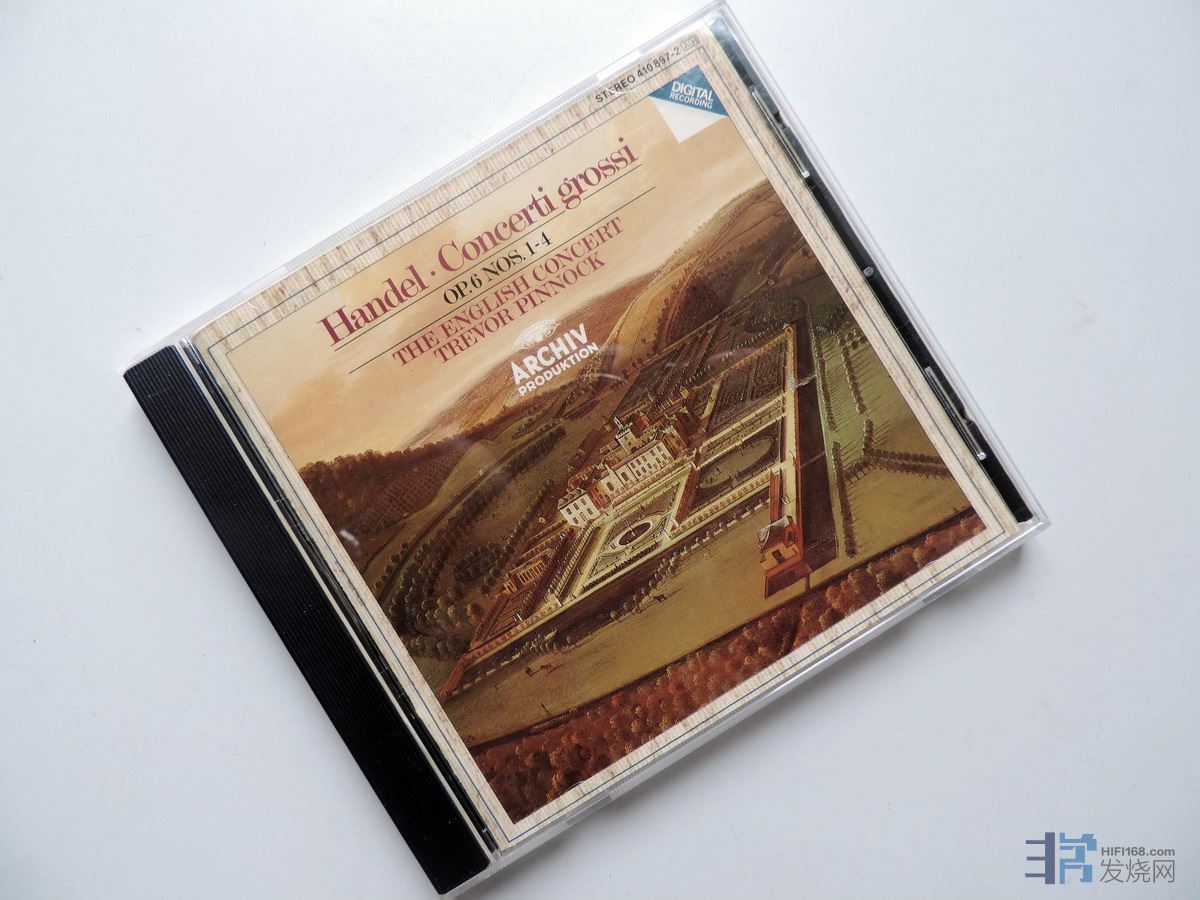 STEREO 410 897-2
DIGITAL
RECORDING
Handel · Concerti grossi
OP. 6 NOS. 1-4
THE ENGLISH CONCERT
TREVOR PINNOCK
ARCHIV
PRODUKTION
HIFI168.com
发烧网